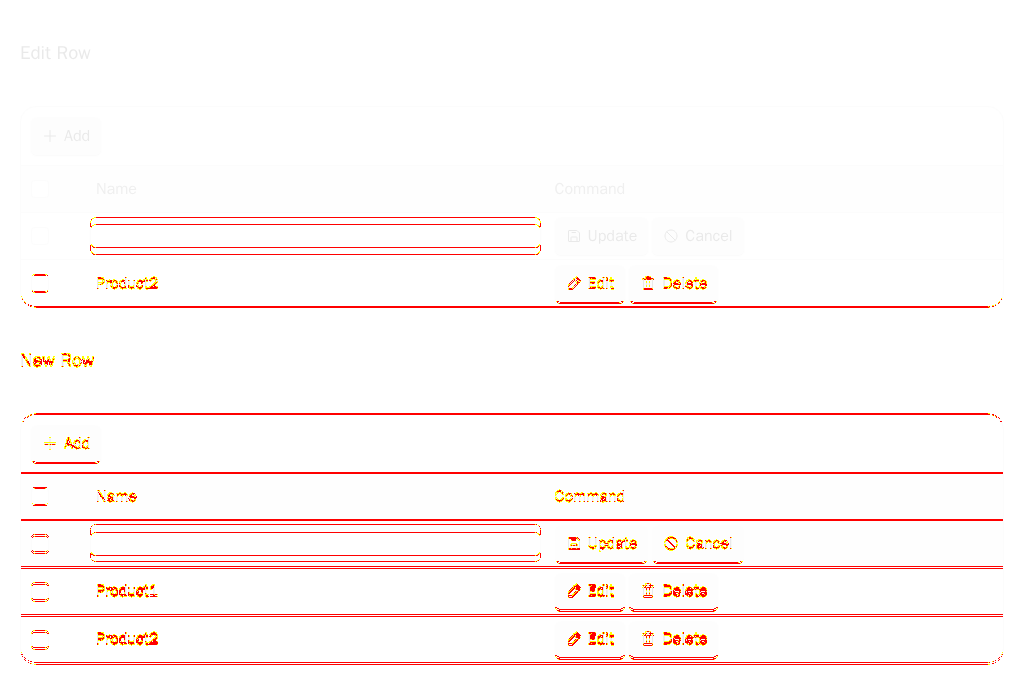 Edit Row
Add
Name Command
Update Cancel
Product2 Edit Delete
New Row
Add
Name Command
Update Cancel
Product1 Edit Delete
Product2 Edit Delete